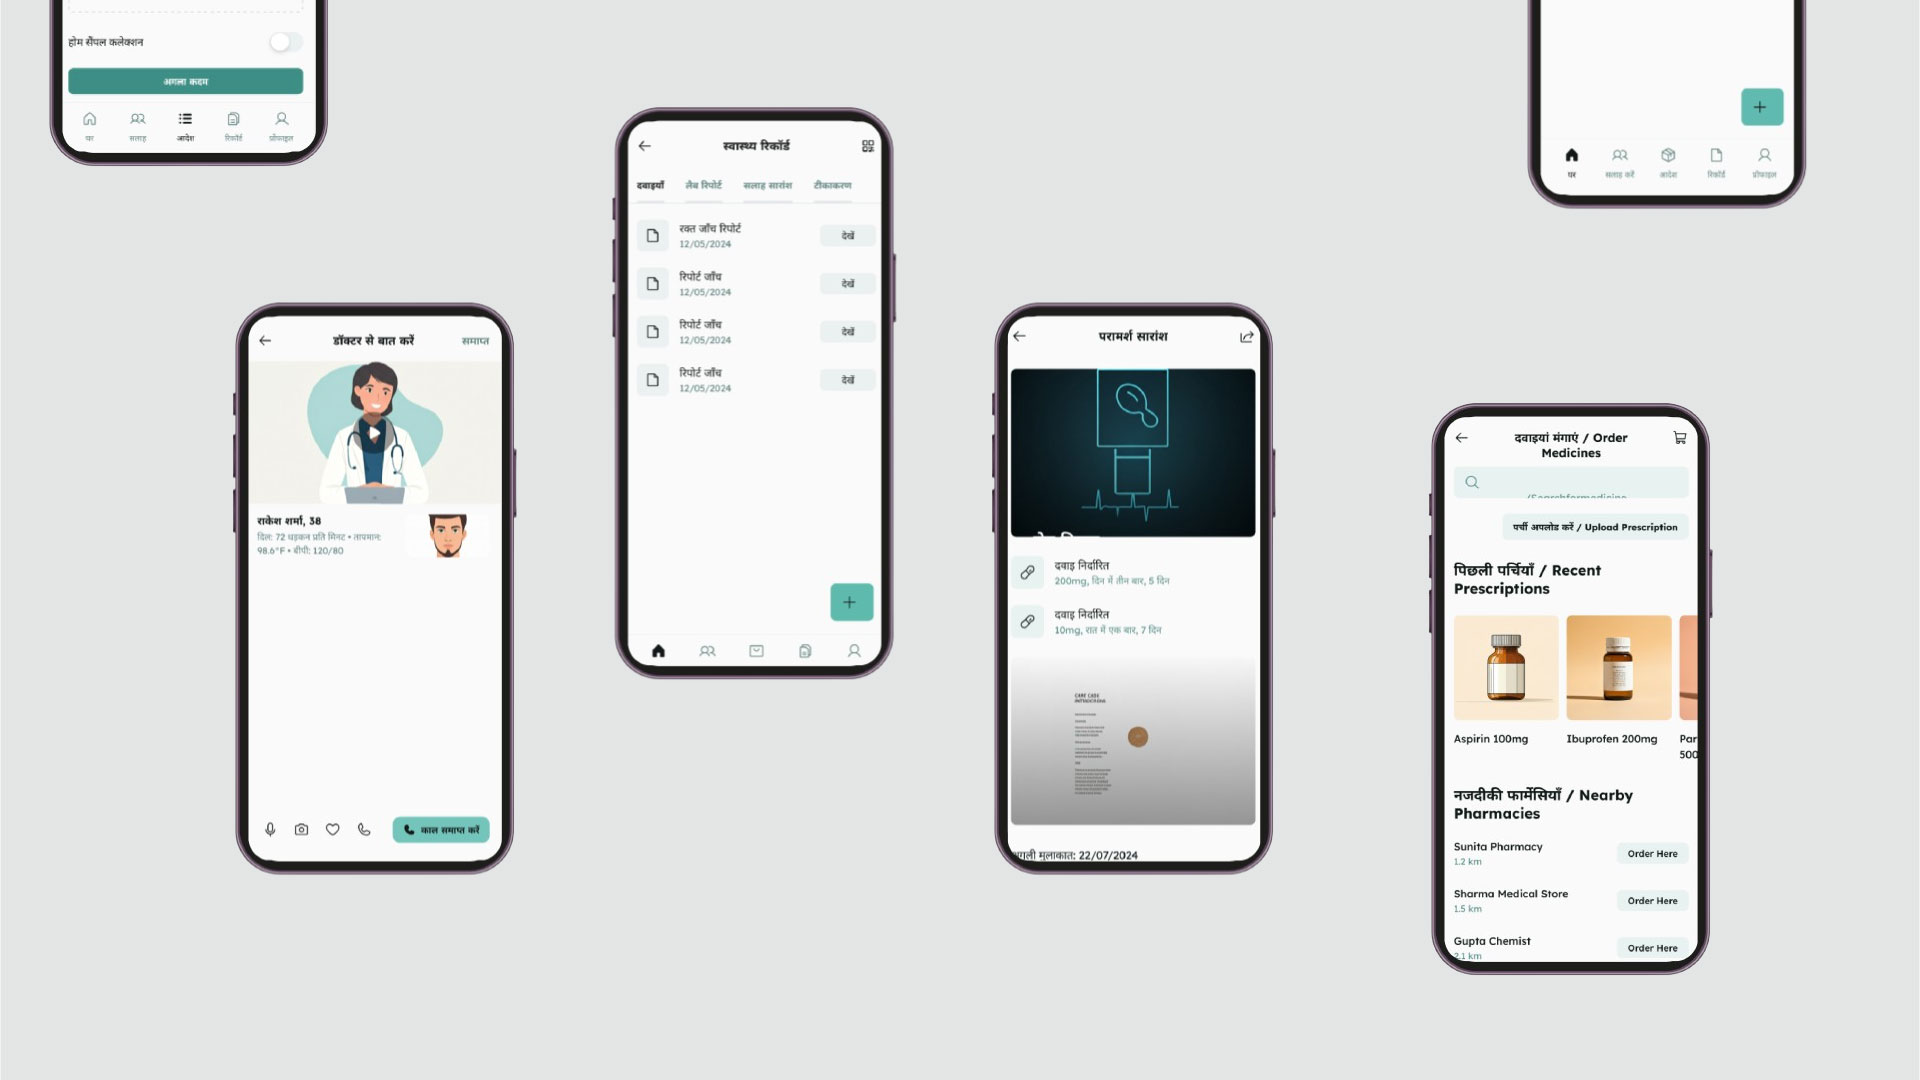 होम सैंपल कलेक्शन
अगला कदम
घर
सलाह
आदेश
रिकॉर्ड
प्रोफाइल
डॉक्टर से बात करें
समाप्त
राकेश शर्मा, 38
दिल: 72 धड़कन प्रति मिनट • तापमान:
98.6°F • बीपी: 120/80
काल समाप्त करें
स्वास्थ्य रिकॉर्ड
दवाइयाँ
लैब रिपोर्ट
सलाह सारांश
टीकाकरण
रक्त जाँच रिपोर्ट
12/05/2024
देखें
रिपोर्ट जाँच
12/05/2024
देखें
रिपोर्ट जाँच
12/05/2024
देखें
रिपोर्ट जाँच
12/05/2024
देखें
परामर्श सारांश
दवाइ निर्दारित
200mg, दिन में तीन बार, 5 दिन
दवाइ निर्दारित
10mg, रात में एक बार, 7 दिन
अगली मुलाकात: 22/07/2024
घर
सलाह करें
आदेश
रिकॉर्ड
प्रोफाइल
दवाइयां मंगाएं / Order
Medicines
पर्ची अपलोड करें / Upload Prescription
पिछली पर्चियाँ / Recent
Prescriptions
Aspirin 100mg
Ibuprofen 200mg
Par
500
नजदीकी फार्मेसियाँ / Nearby
Pharmacies
Sunita Pharmacy
1.2 km
Order Here
Sharma Medical Store
1.5 km
Order Here
Gupta Chemist
2.1 km
Order Here